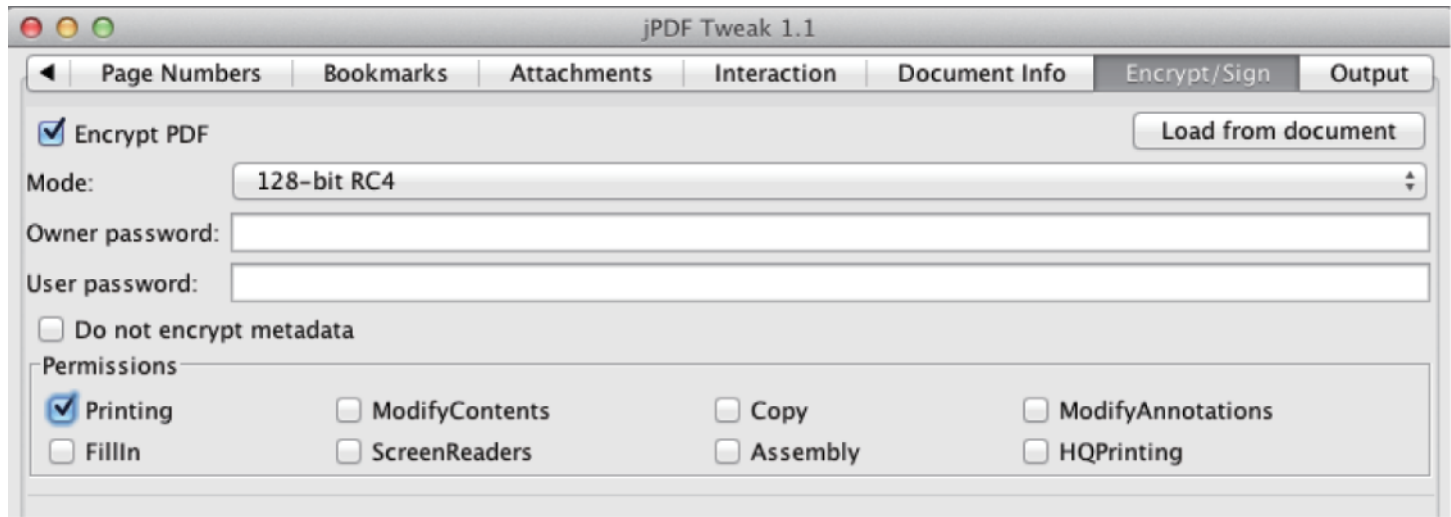 jPDF Tweak 1.1
Page Numbers Bookmarks Attachments Interaction Document Info Encrypt/Sign Output
Encrypt PDF Load from document
Mode: 128-bit RC4
Owner password:
User password:
Do not encrypt metadata
Permissions
Printing ModifyContents Copy ModifyAnnotations
FillIn ScreenReaders Assembly HQPrinting